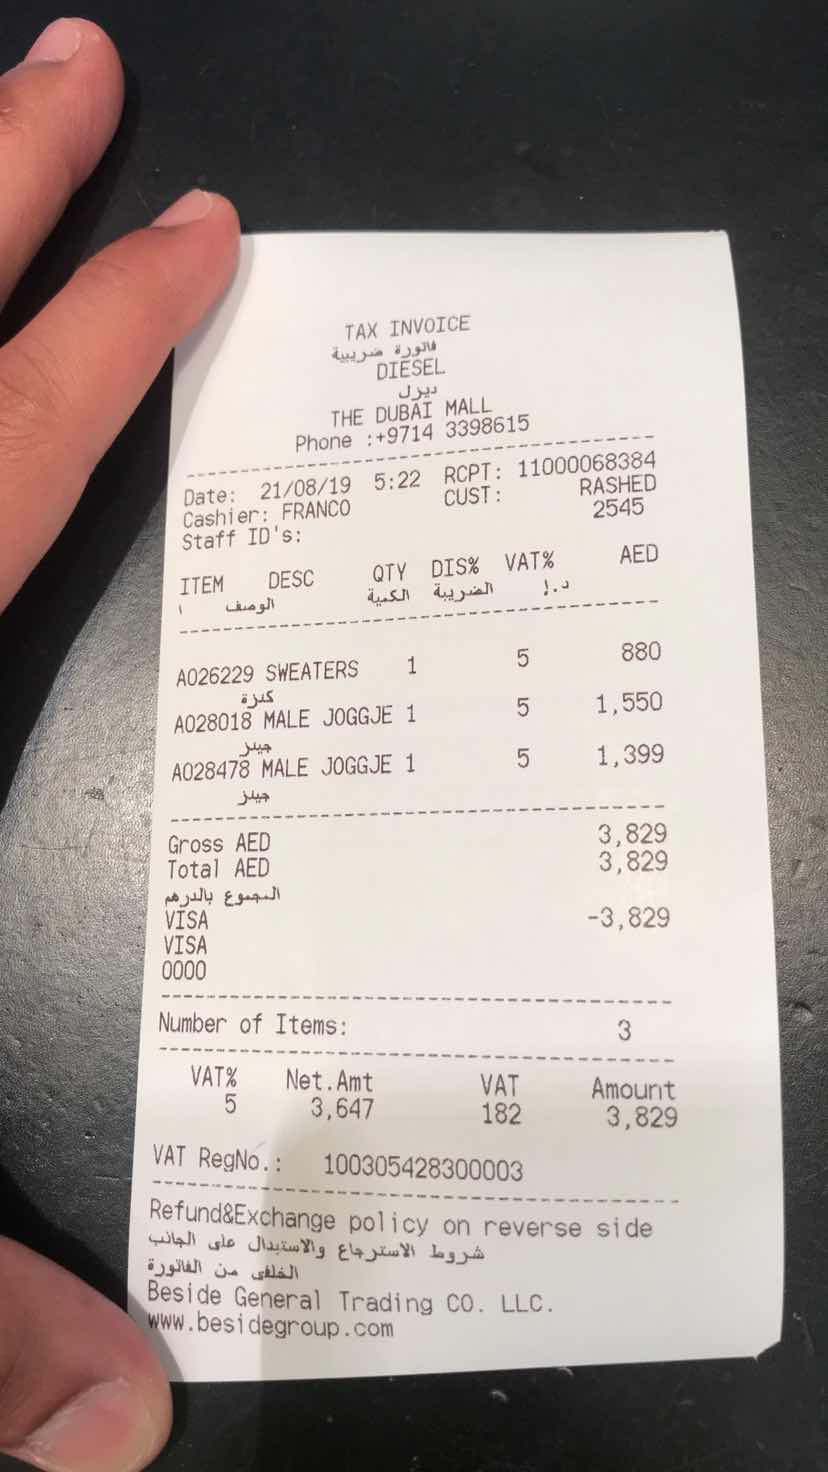 TAX INVOICE
فاتورة ضريبية
DIESEL
ديزل
THE DUBAI MALL
Phone :+9714 3398615
Date: 21/08/19 5:22 RCPT: 11000068384
Cashier: FRANCO CUST: RASHED
Staff ID's: 2545
ITEM DESC QTY DIS% VAT% AED
ا الوصف الكمية الضريبة د.إ
A026229 SWEATERS 1 5 880
كنزة
A028018 MALE JOGGJE 1 5 1,550
جينز
A028478 MALE JOGGJE 1 5 1,399
جينز
Gross AED 3,829
Total AED 3,829
المجموع بالدرهم
VISA -3,829
VISA
0000
Number of Items: 3
VAT% Net.Amt VAT Amount
5 3,647 182 3,829
VAT RegNo.: 100305428300003
Refund&Exchange policy on reverse side
شروط الاسترجاع والاستبدال على الجانب
الخلفى من الفاتورة
Beside General Trading CO. LLC.
www.besidegroup.com